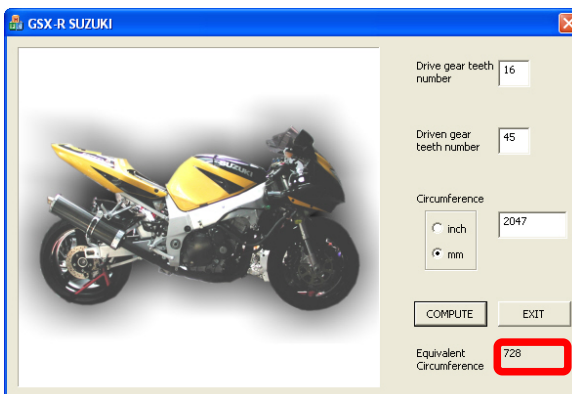 GSX-R SUZUKI
Drive gear teeth
number
16
Driven gear
teeth number
45
Circumference
inch
mm
2047
COMPUTE
EXIT
Equivalent
Circumference
728
SUZUKI